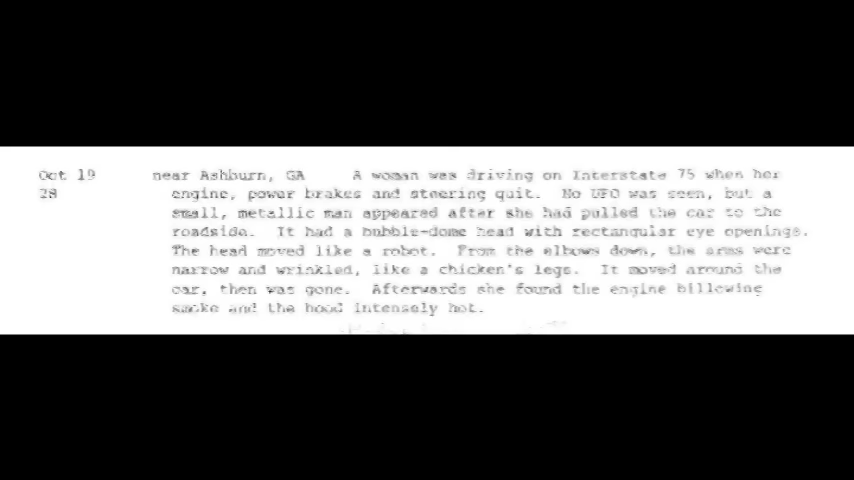 Oct 19 near Ashburn, GA A woman was driving on Interstate 75 when her
28 engine, power brakes and steering quit. No UFO was seen, but a
small, metallic man appeared after she had pulled the car to the
roadside. It had a bubble-dome head with rectangular eye openings.
The head moved like a robot. From the elbows down, the arms were
narrow and wrinkled, like a chicken's legs. It moved around the
car, then was gone. Afterwards she found the engine billowing
smoke and the hood intensely hot.